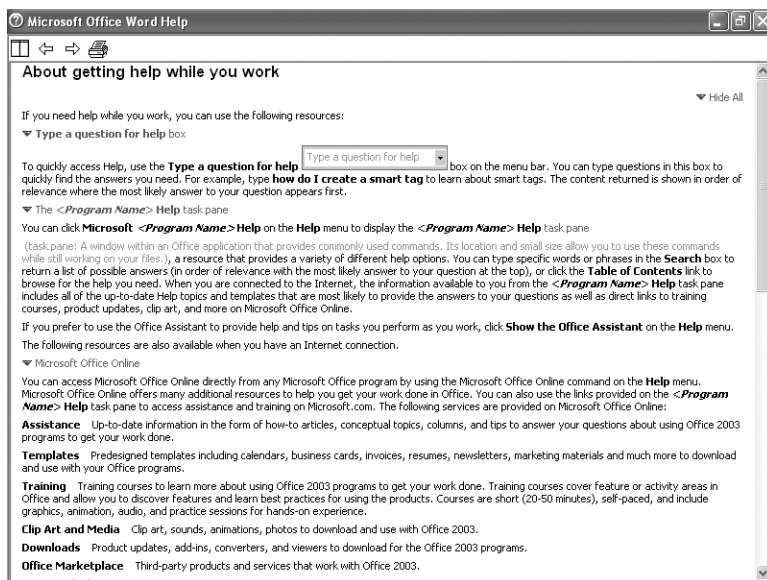 Microsoft Office Word Help
About getting help while you work
Hide All
If you need help while you work, you can use the following resources:
Type a question for help box
To quickly access Help, use the Type a question for help Type a question for help box on the menu bar. You can type questions in this box to
quickly find the answers you need. For example, type how do I create a smart tag to learn about smart tags. The content returned is shown in order of
relevance where the most likely answer to your question appears first.
The <Program Name> Help task pane
You can click Microsoft <Program Name> Help on the Help menu to display the <Program Name> Help task pane
(task pane: A window within an Office application that provides commonly used commands. Its location and small size allow you to use these commands
while still working on your files.), a resource that provides a variety of different help options. You can type specific words or phrases in the Search box to
return a list of possible answers (in order of relevance with the most likely answer to your question at the top), or click the Table of Contents link to
browse for the help you need. When you are connected to the Internet, the information available to you from the <Program Name> Help task pane
includes all of the up-to-date Help topics and templates that are most likely to provide the answers to your questions as well as direct links to training
courses, product updates, clip art, and more on Microsoft Office Online.
If you prefer to use the Office Assistant to provide help and tips on tasks you perform as you work, click Show the Office Assistant on the Help menu.
The following resources are also available when you have an Internet connection.
Microsoft Office Online
You can access Microsoft Office Online directly from any Microsoft Office program by using the Microsoft Office Online command on the Help menu.
Microsoft Office Online offers many additional resources to help you get your work done in Office. You can also use the links provided on the <Program
Name> Help task pane to access assistance and training on Microsoft.com. The following services are provided on Microsoft Office Online:
Assistance Up-to-date information in the form of how-to articles, conceptual topics, columns, and tips to answer your questions about using Office 2003
programs to get your work done.
Templates Predesigned templates including calendars, business cards, invoices, resumes, newsletters, marketing materials and much more to download
and use with your Office programs.
Training Training courses to learn more about using Office 2003 programs to get your work done. Training courses cover feature or activity areas in
Office and allow you to discover features and learn best practices for using the products. Courses are short (20-50 minutes), self-paced, and include
graphics, animation, audio, and practice sessions for hands-on experience.
Clip Art and Media Clip art, sounds, animations, photos to download and use with Office 2003.
Downloads Product updates, add-ins, converters, and viewers to download for the Office 2003 programs.
Office Marketplace Third-party products and services that work with Office 2003.